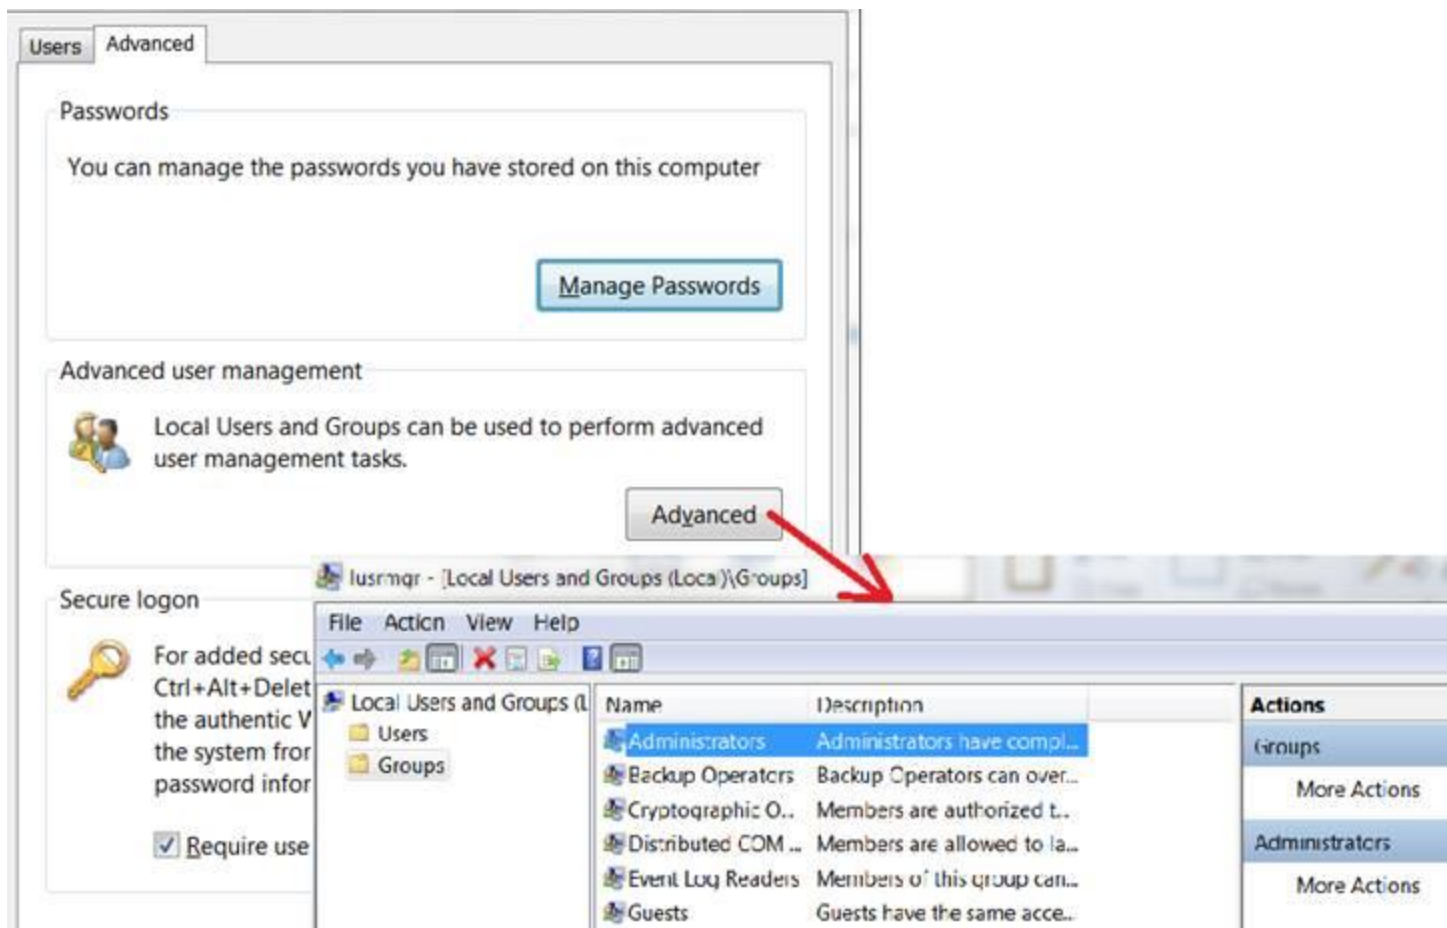 Users Advanced
Passwords
You can manage the passwords you have stored on this computer
Manage Passwords
Advanced user management
Local Users and Groups can be used to perform advanced
user management tasks.
Advanced
Secure logon
For added secu
Ctrl+Alt+Delet
the authentic V
the system fror
password infor
Require use
lusrmgr - [Local Users and Groups (Local)\Groups]
File Action View Help
Local Users and Groups (L
Users
Groups
Name Description
Administrators Administrators have compl...
Backup Operators Backup Operators can over...
Cryptographic O... Members are authorized t...
Distributed COM ... Members are allowed to la...
Event Log Readers Members of this group can...
Guests Guests have the same acce...
Actions
Groups
More Actions
Administrators
More Actions